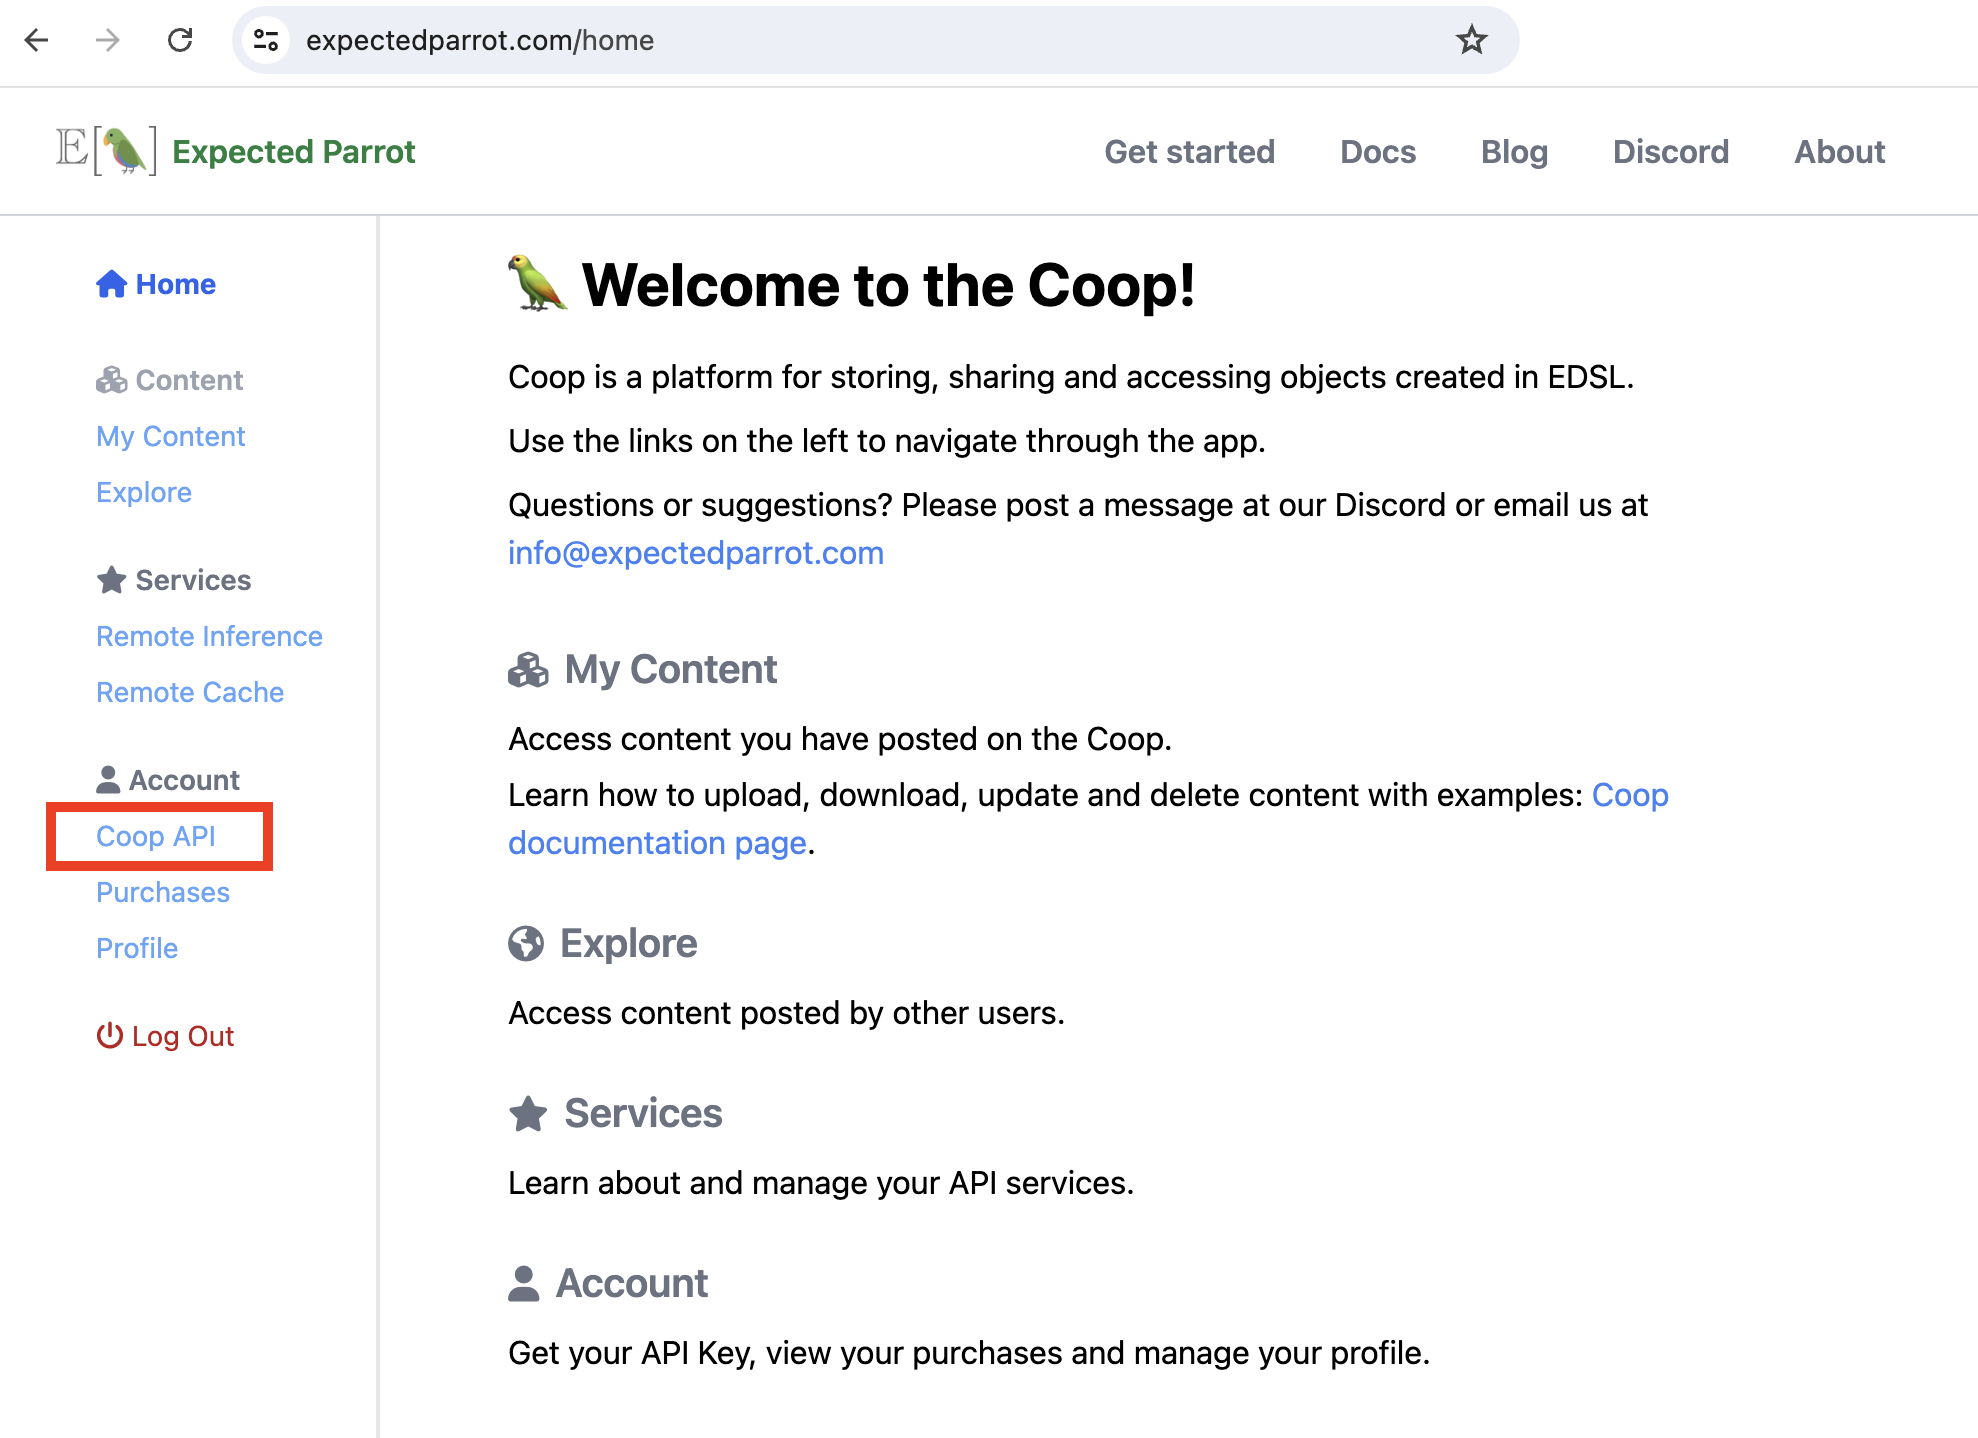 expectedparrot.com/home
E[ ] Expected Parrot
Get started
Docs
Blog
Discord
About
Home
Content
My Content
Explore
Services
Remote Inference
Remote Cache
Account
Coop API
Purchases
Profile
Log Out
Welcome to the Coop!
Coop is a platform for storing, sharing and accessing objects created in EDSL.
Use the links on the left to navigate through the app.
Questions or suggestions? Please post a message at our Discord or email us at
info@expectedparrot.com
My Content
Access content you have posted on the Coop.
Learn how to upload, download, update and delete content with examples: Coop
documentation page.
Explore
Access content posted by other users.
Services
Learn about and manage your API services.
Account
Get your API Key, view your purchases and manage your profile.